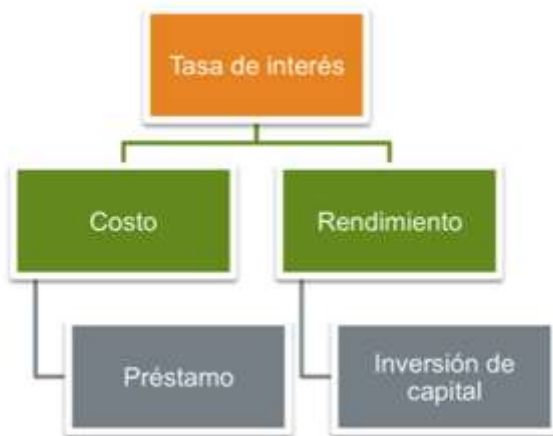 Tasa de interés
Costo
Rendimiento
Préstamo
Inversión de
capital